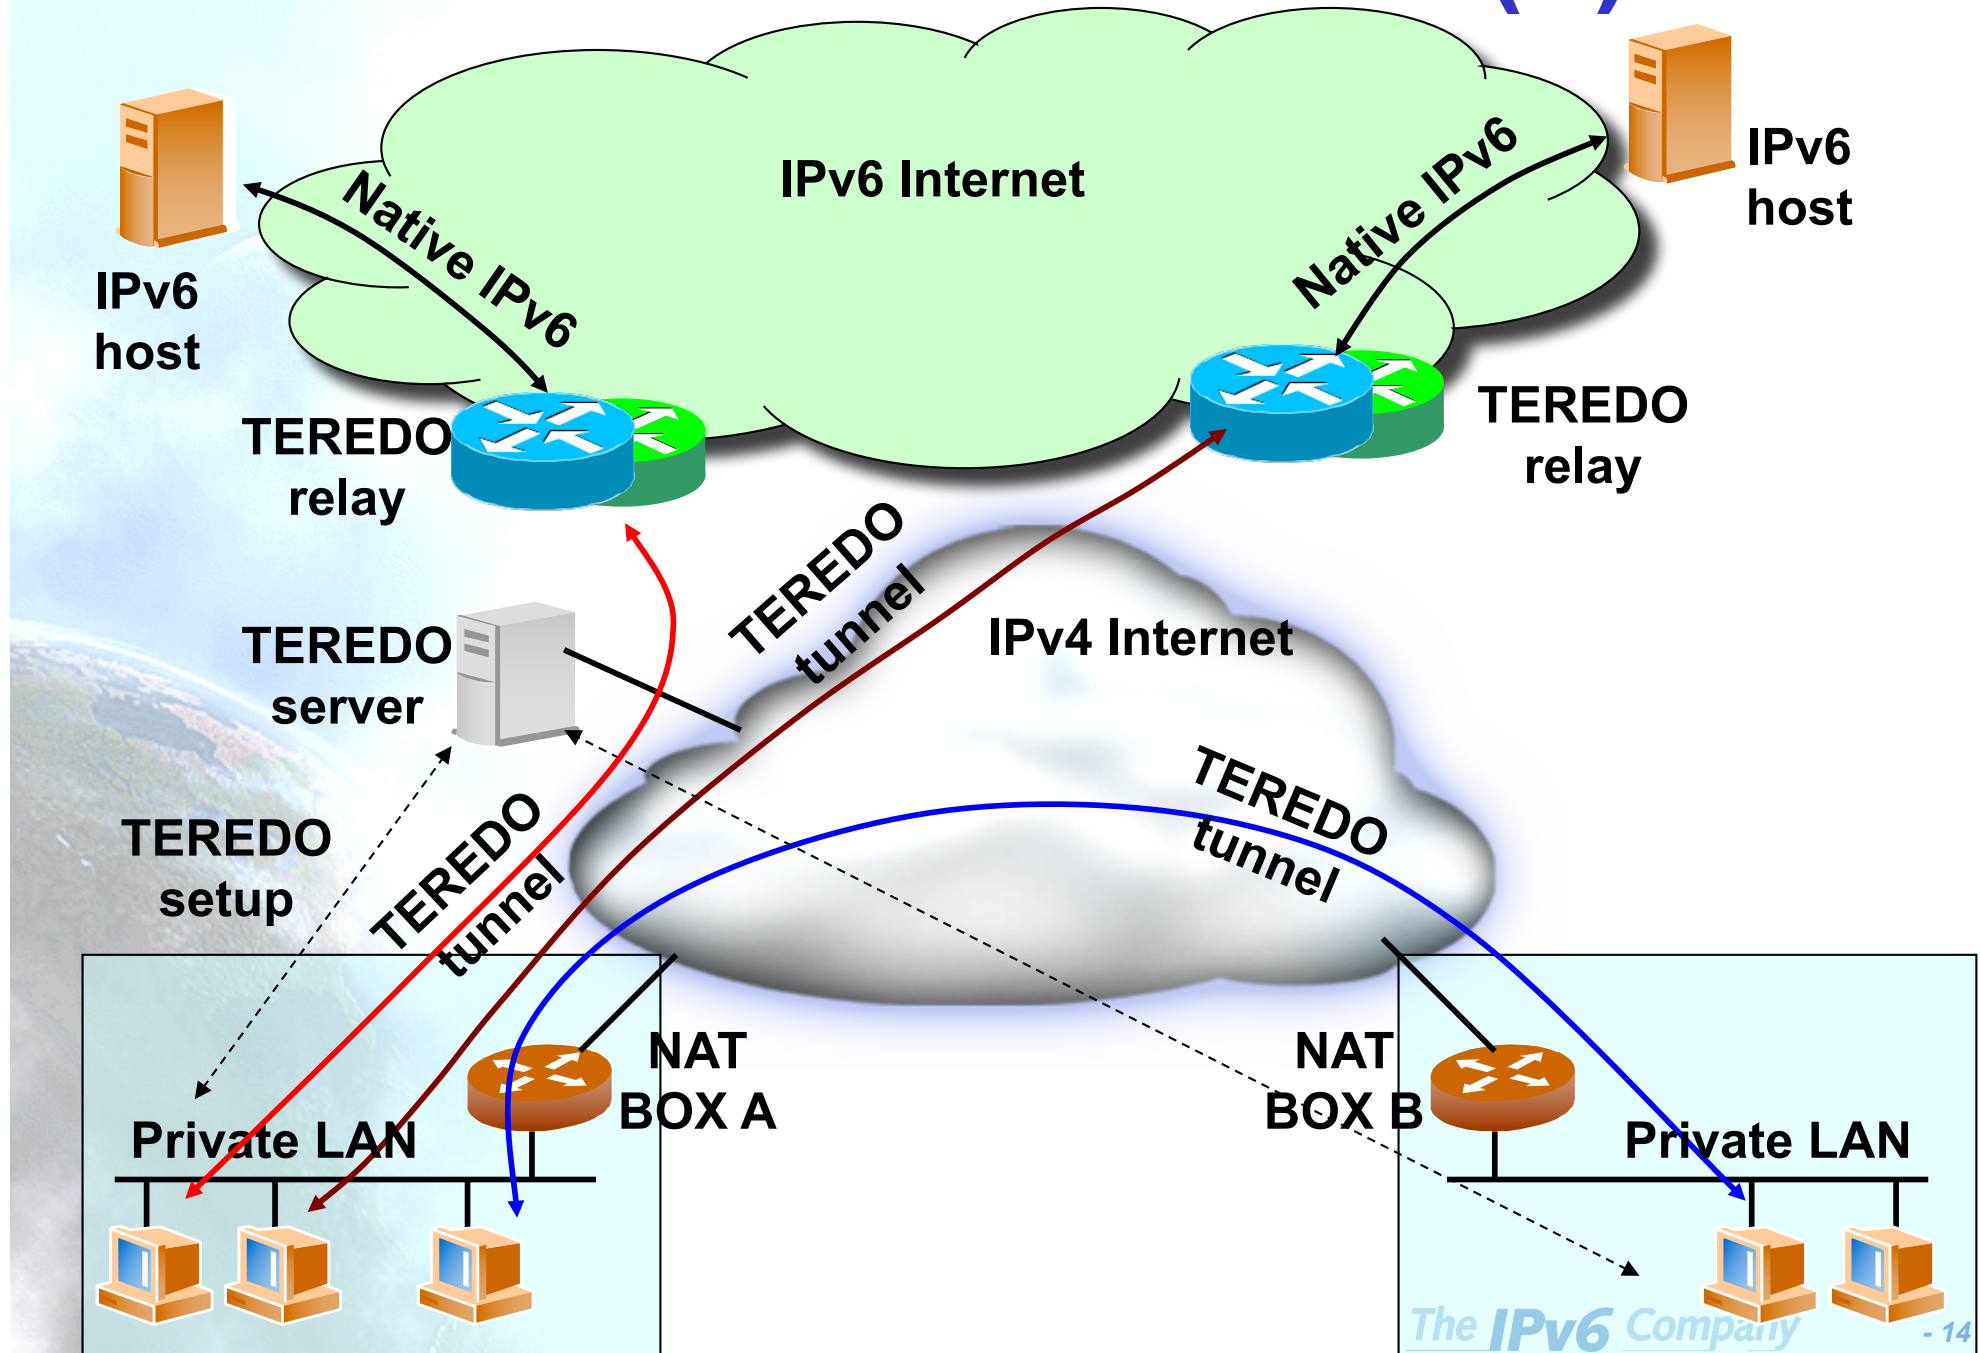 IPv6
host
Native IPv6
IPv6 Internet
Native IPv6
IPv6
host
TEREDO
relay
TEREDO
relay
TEREDO
server
TEREDO
tunnel
IPv4 Internet
TEREDO
setup
TEREDO
tunnel
TEREDO
tunnel
NAT
BOX A
NAT
BOX B
Private LAN
Private LAN
The IPv6 Company
- 14